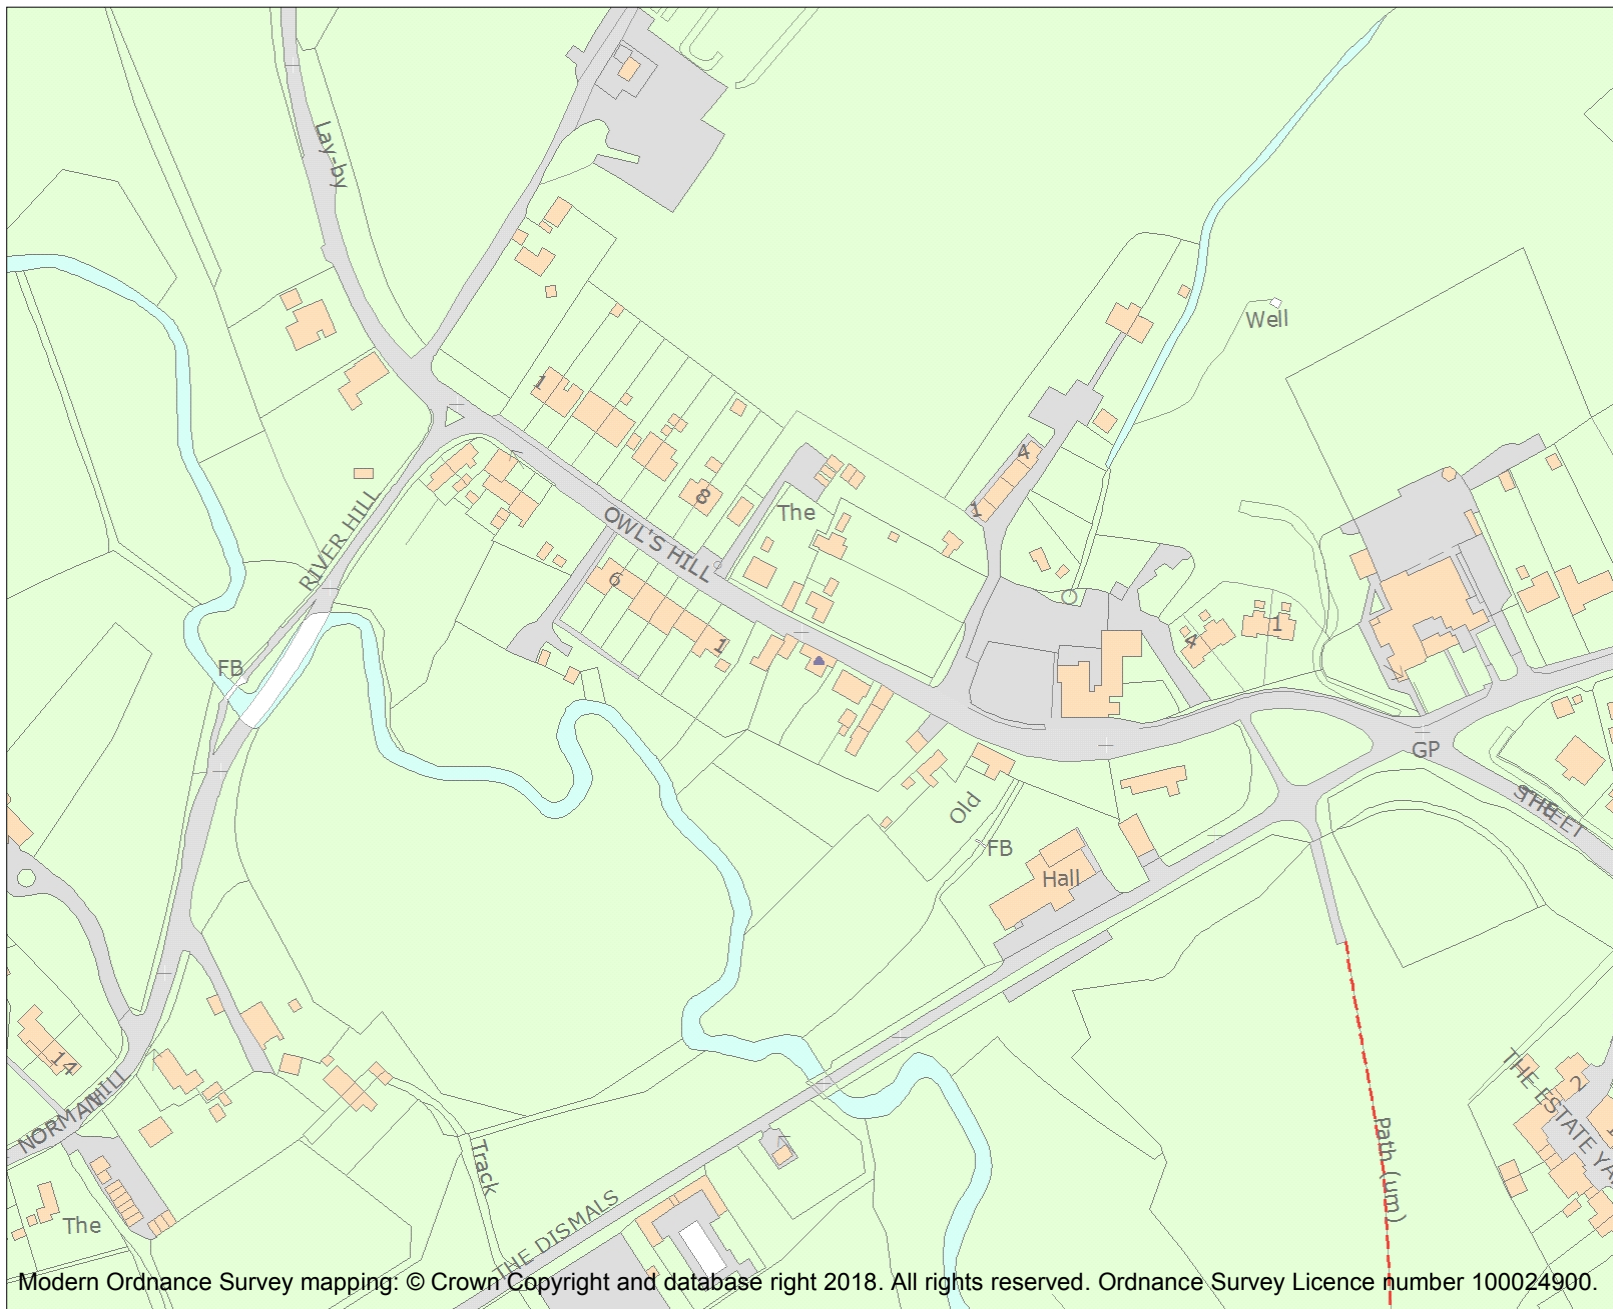 Lay-by
Well
1
4
8
1
The
OWL'S HILL
RIVER HILL
6
1
4
1
FB
GP
STREET
Old
FB
Hall
14
NORMAN HILL
Track
2
THE ESTATE YA
Path (um)
The
THE DISMALS
Modern Ordnance Survey mapping: © Crown Copyright and database right 2018. All rights reserved. Ordnance Survey Licence number 100024900.